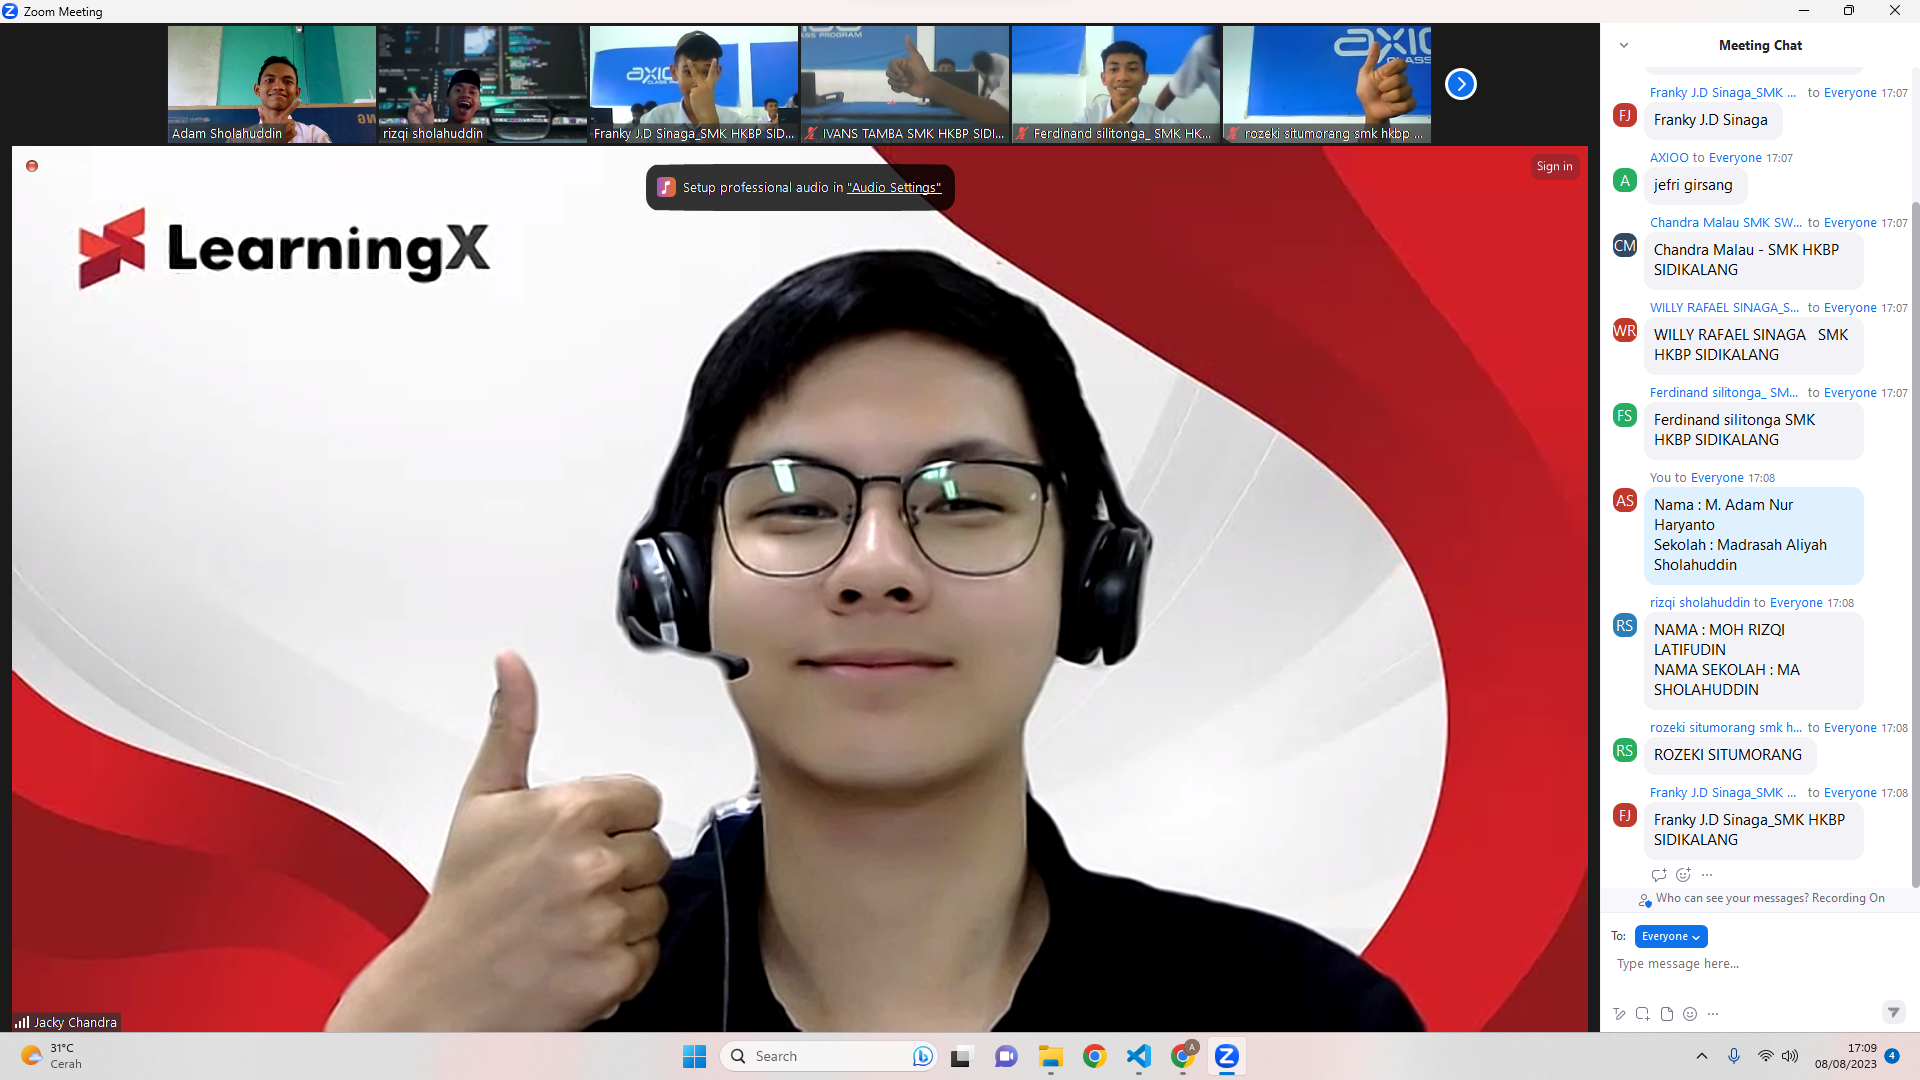 Zoom Meeting
Adam Sholahuddin
rizqi sholahuddin
AXIO
CLASS
Franky J.D Sinaga_SMK HKBP SID...
SS PROGRAM
IVANS TAMBA SMK HKBP SIDI...
Ferdinand silitonga_ SMK HK...
AXIO
CLASS
rozeki situmorang smk hkbp ...
Setup professional audio in "Audio Settings"
Sign in
LearningX
Jacky Chandra
Meeting Chat
Franky J.D Sinaga_SMK ... to Everyone 17:07
FJ
Franky J.D Sinaga
AXIOO to Everyone 17:07
A
jefri girsang
Chandra Malau SMK SW... to Everyone 17:07
CM
Chandra Malau - SMK HKBP
SIDIKALANG
WILLY RAFAEL SINAGA_S... to Everyone 17:07
WR
WILLY RAFAEL SINAGA SMK
HKBP SIDIKALANG
Ferdinand silitonga_ SM... to Everyone 17:07
FS
Ferdinand silitonga SMK
HKBP SIDIKALANG
You to Everyone 17:08
AS
Nama : M. Adam Nur
Haryanto
Sekolah : Madrasah Aliyah
Sholahuddin
rizqi sholahuddin to Everyone 17:08
RS
NAMA : MOH RIZQI
LATIFUDIN
NAMA SEKOLAH : MA
SHOLAHUDDIN
rozeki situmorang smk h... to Everyone 17:08
RS
ROZEKI SITUMORANG
Franky J.D Sinaga_SMK ... to Everyone 17:08
FJ
Franky J.D Sinaga_SMK HKBP
SIDIKALANG
Who can see your messages? Recording On
To: Everyone
Type message here...
31°C
Cerah
Search
A
17:09
08/08/2023
4